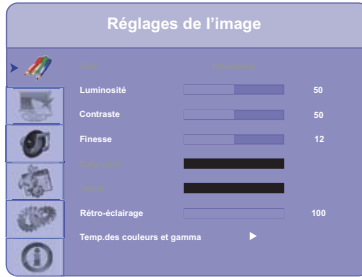 Réglages de l'image
Luminosité 50
Contraste 50
Finesse 12
Rétro-éclairage 100
Temp.des couleurs et gamma